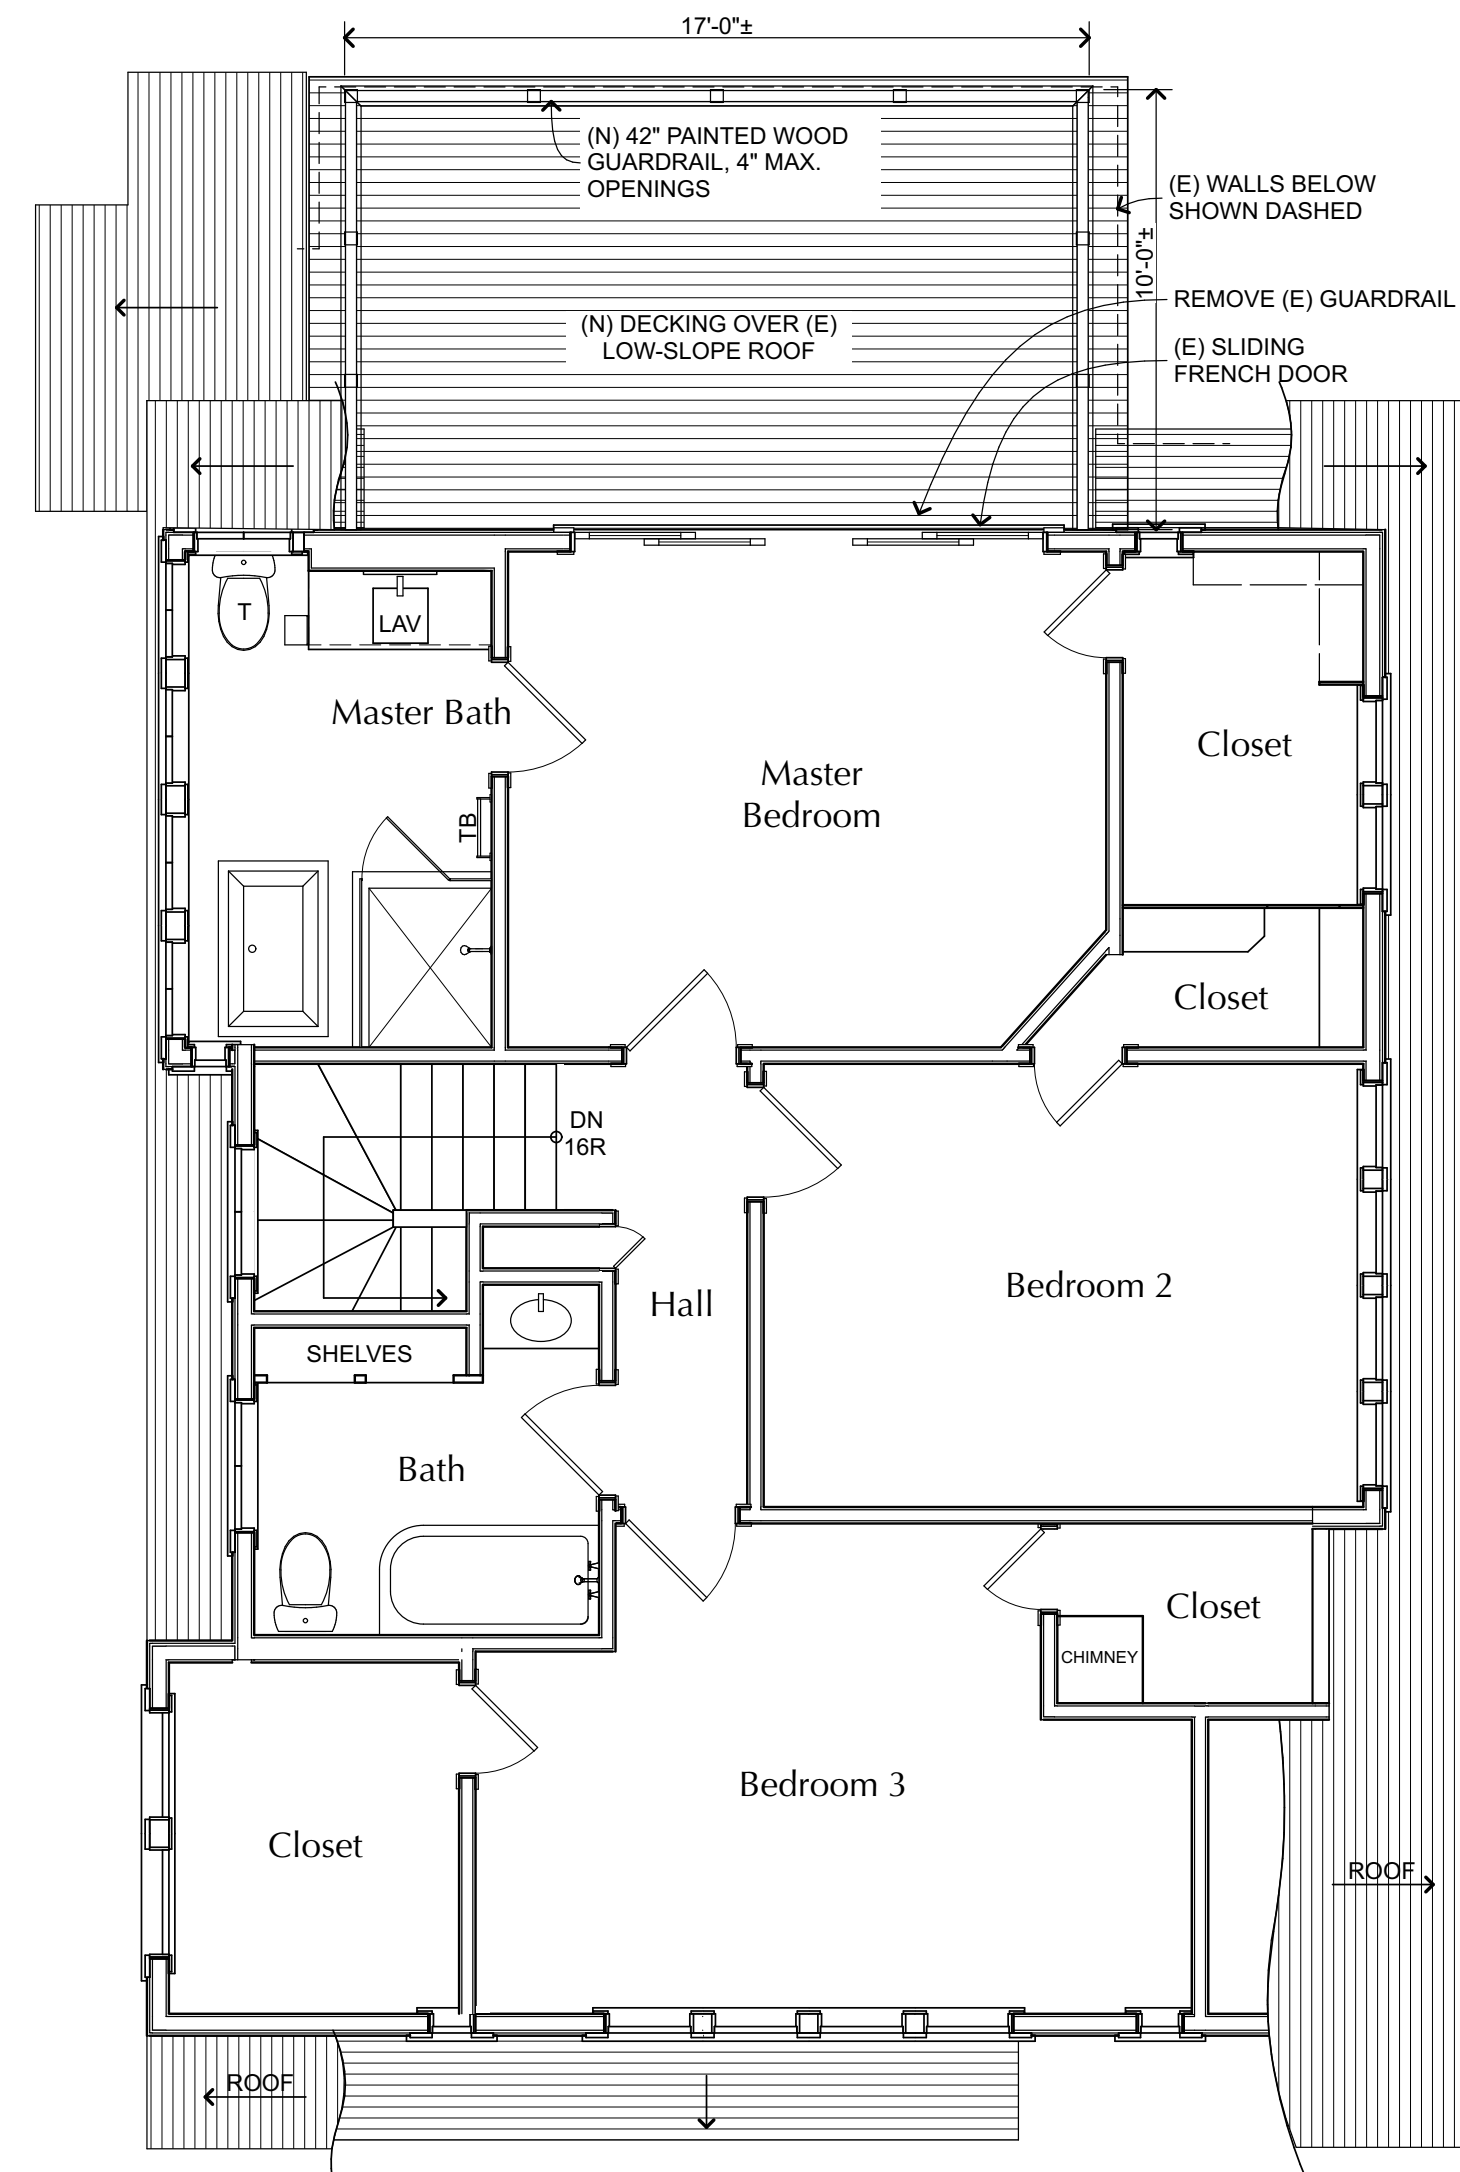 17'-0"±
(N) 42" PAINTED WOOD
GUARDRAIL, 4" MAX.
OPENINGS
(E) WALLS BELOW
SHOWN DASHED
10'-0"±
REMOVE (E) GUARDRAIL
(N) DECKING OVER (E)
LOW-SLOPE ROOF
(E) SLIDING
FRENCH DOOR
T
LAV
Master Bath
Closet
Master
Bedroom
TB
Closet
DN
16R
Bedroom 2
Hall
SHELVES
Bath
Closet
CHIMNEY
Bedroom 3
Closet
ROOF
ROOF